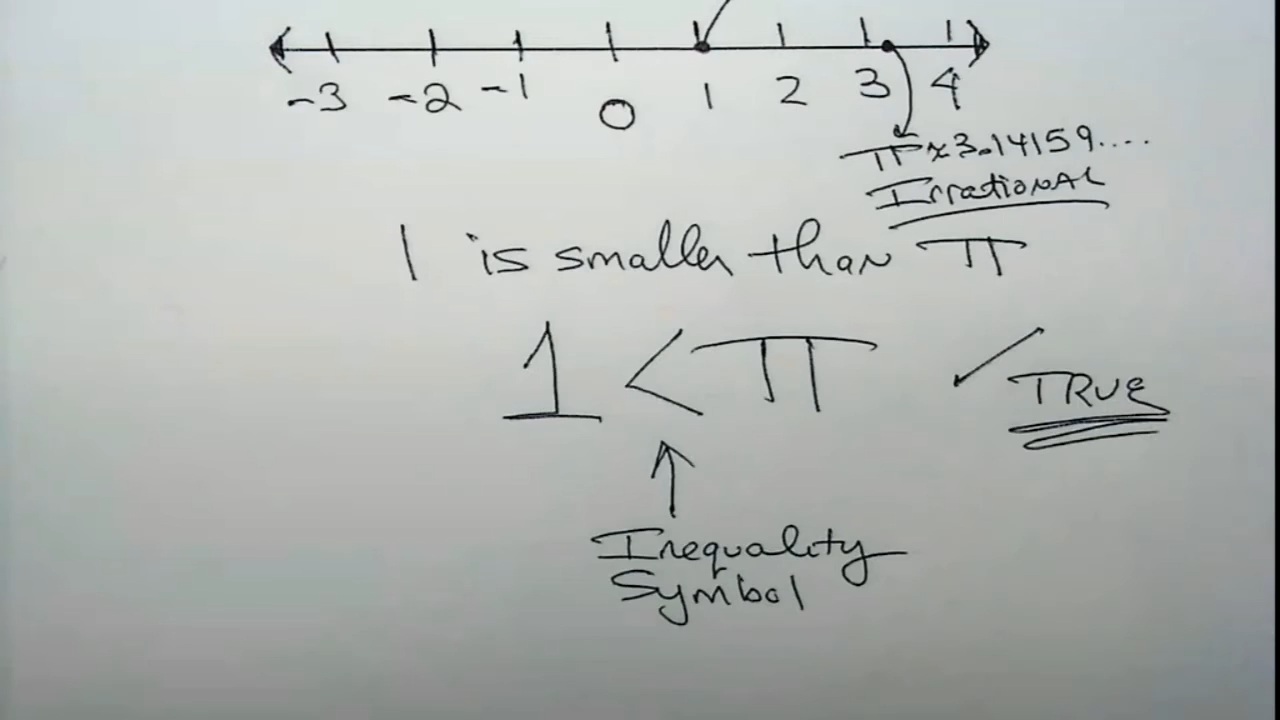 -3 -2 -1 0 1 2 3 4
π ≈ 3.14159....
IrrationAL
1 is smaller than π
1 < π ✓ TRUE
Inequality
Symbol